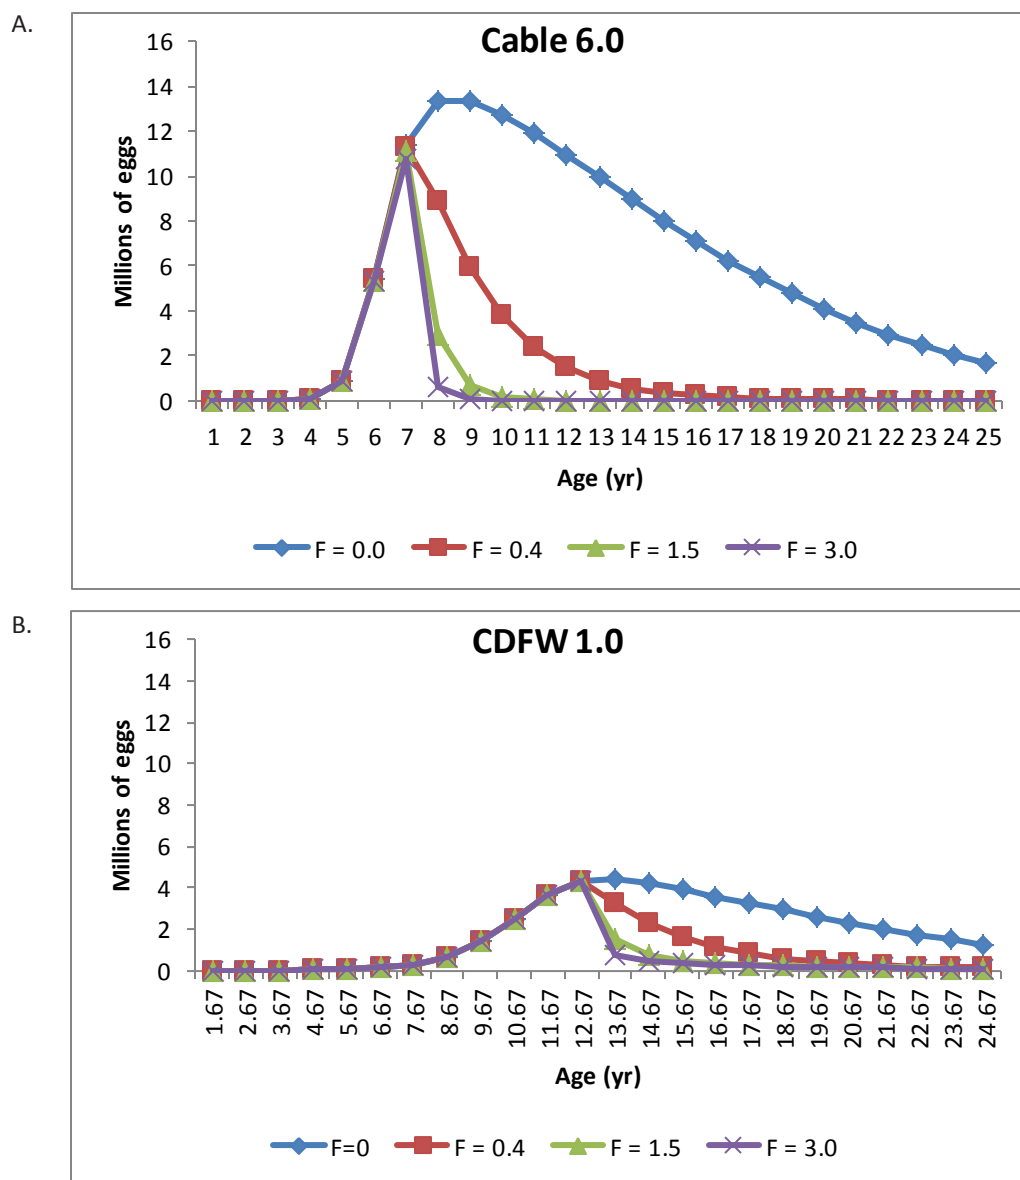 A.
Cable 6.0
Millions of eggs
16
14
12
10
8
6
4
2
0
1 2 3 4 5 6 7 8 9 10 11 12 13 14 15 16 17 18 19 20 21 22 23 24 25
Age (yr)
F = 0.0 F = 0.4 F = 1.5 F = 3.0
B.
CDFW 1.0
Millions of eggs
16
14
12
10
8
6
4
2
0
1.67 2.67 3.67 4.67 5.67 6.67 7.67 8.67 9.67 10.67 11.67 12.67 13.67 14.67 15.67 16.67 17.67 18.67 19.67 20.67 21.67 22.67 23.67 24.67
Age (yr)
F=0 F = 0.4 F = 1.5 F = 3.0